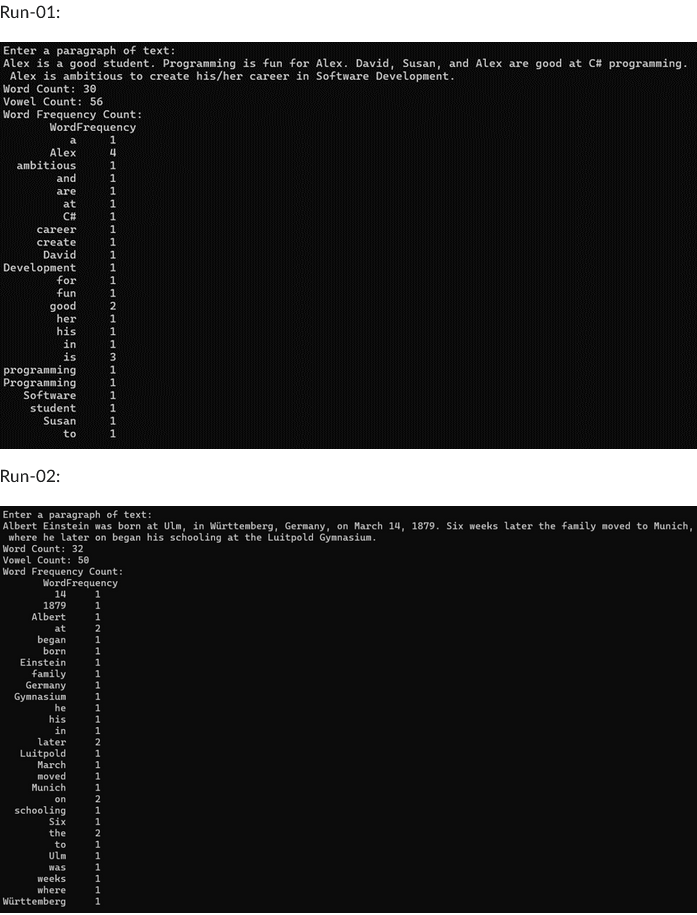 Run-01:
Enter a paragraph of text:
Alex is a good student. Programming is fun for Alex. David, Susan, and Alex are good at C# programming.
Alex is ambitious to create his/her career in Software Development.
Word Count: 30
Vowel Count: 56
Word Frequency Count:
WordFrequency
a 1
Alex 4
ambitious 1
and 1
are 1
at 1
C# 1
career 1
create 1
David 1
Development 1
for 1
fun 1
good 2
her 1
his 1
in 1
is 3
programming 1
Programming 1
Software 1
student 1
Susan 1
to 1
Run-02:
Enter a paragraph of text:
Albert Einstein was born at Ulm, in Württemberg, Germany, on March 14, 1879. Six weeks later the family moved to Munich,
where he later on began his schooling at the Luitpold Gymnasium.
Word Count: 32
Vowel Count: 50
Word Frequency Count:
WordFrequency
14 1
1879 1
Albert 1
at 2
began 1
born 1
Einstein 1
family 1
Germany 1
Gymnasium 1
he 1
his 1
in 1
later 2
Luitpold 1
March 1
moved 1
Munich 1
on 2
schooling 1
Six 1
the 2
to 1
Ulm 1
was 1
weeks 1
where 1
Württemberg 1